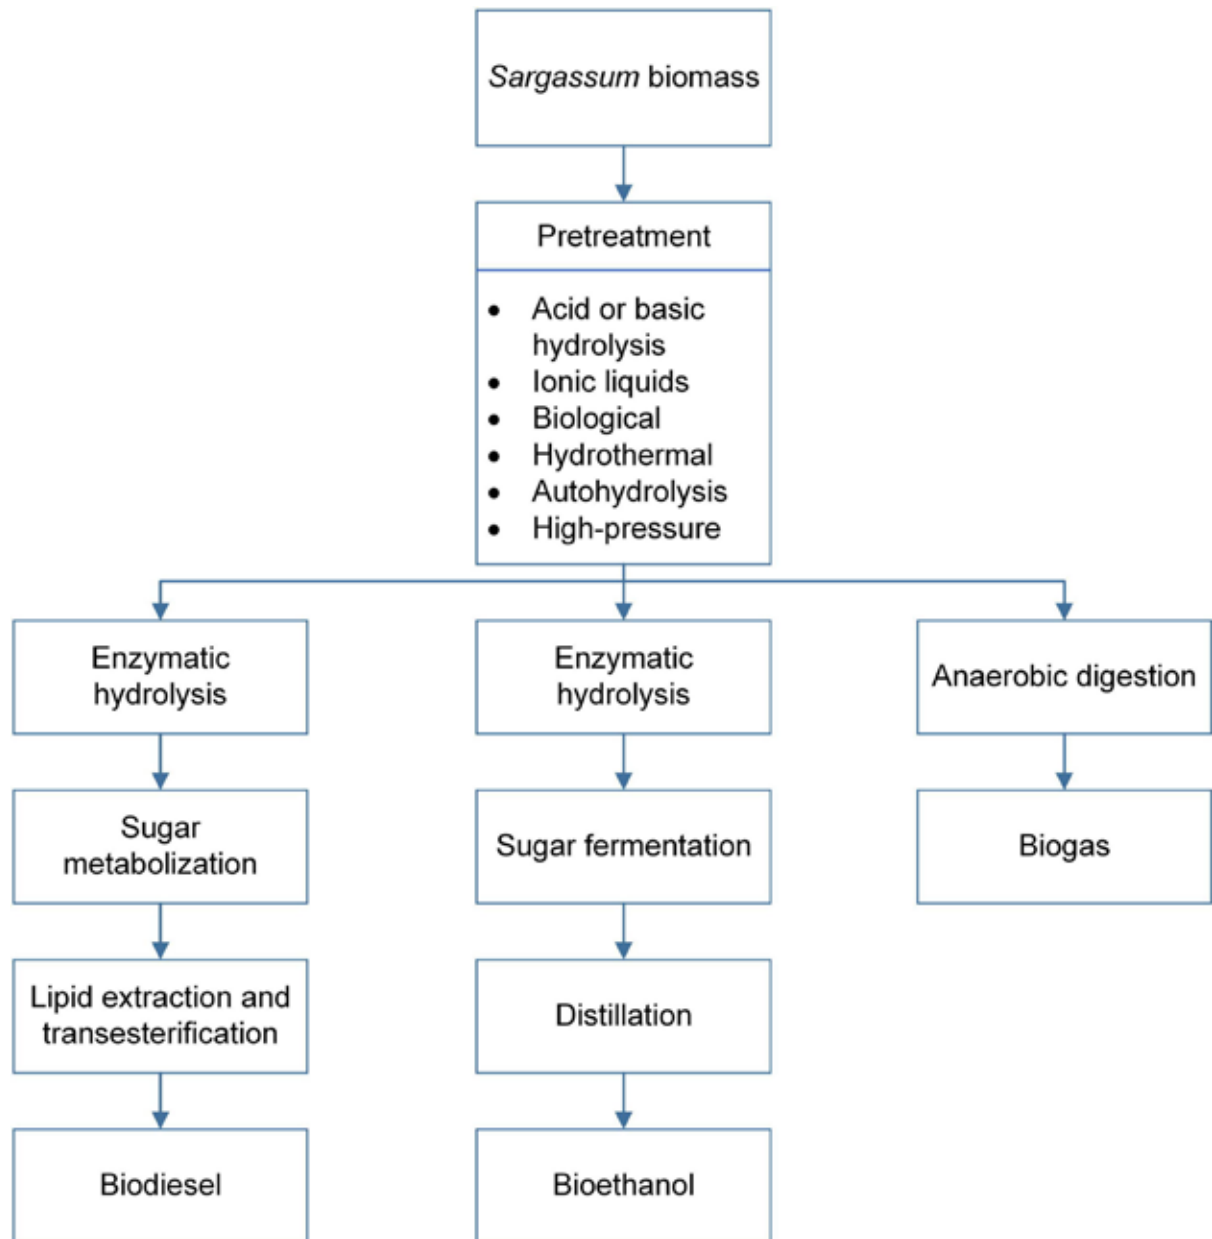 Sargassum biomass
Pretreatment
• Acid or basic
hydrolysis
• Ionic liquids
• Biological
• Hydrothermal
• Autohydrolysis
• High-pressure
Enzymatic
hydrolysis
Enzymatic
hydrolysis
Anaerobic digestion
Sugar
metabolization
Sugar fermentation
Biogas
Lipid extraction and
transesterification
Distillation
Biodiesel
Bioethanol